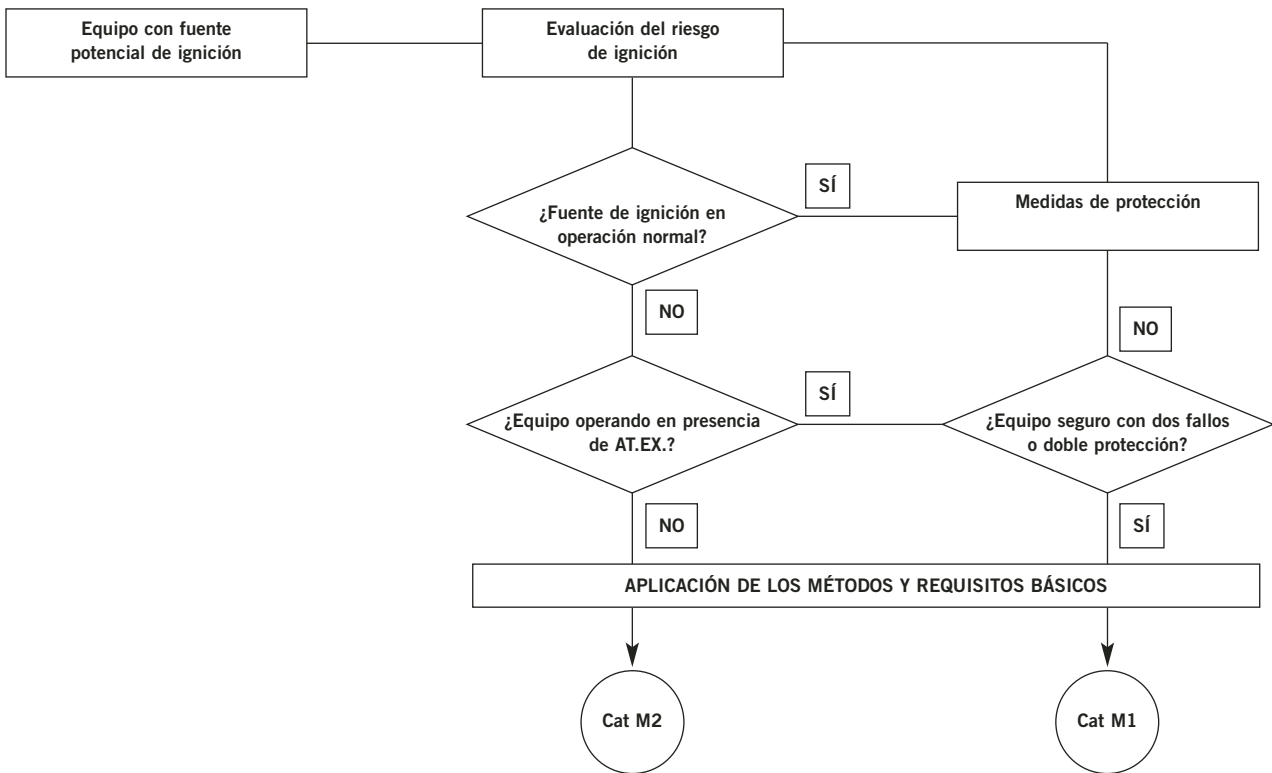 Equipo con fuente
potencial de ignición
Evaluación del riesgo
de ignición
SÍ
¿Fuente de ignición en
operación normal?
Medidas de protección
NO
NO
SÍ
¿Equipo operando en presencia
de AT.EX.?
¿Equipo seguro con dos fallos
o doble protección?
NO
SÍ
APLICACIÓN DE LOS MÉTODOS Y REQUISITOS BÁSICOS
Cat M2
Cat M1